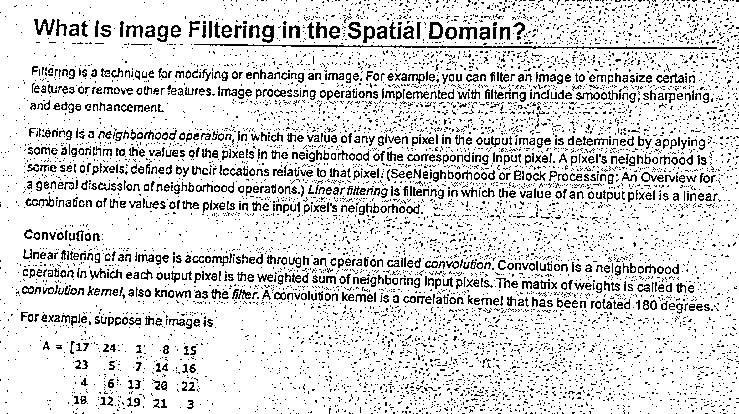 What Is Image Filtering in the Spatial Domain?
Filtering is a technique for modifying or enhancing an image. For example, you can filter an image to emphasize certain
features or remove other features. Image processing operations implemented with filtering include smoothing, sharpening,
and edge enhancement.
Filtering is a neighborhood operation, in which the value of any given pixel in the output image is determined by applying
some algorithm to the values of the pixels in the neighborhood of the corresponding input pixel. A pixel's neighborhood is
some set of pixels, defined by their locations relative to that pixel. (SeeNeighborhood or Block Processing: An Overview for
a general discussion of neighborhood operations.) Linear filtering is filtering in which the value of an output pixel is a linear
combination of the values of the pixels in the input pixel's neighborhood.
Convolution
Linear filtering of an image is accomplished through an operation called convolution. Convolution is a neighborhood
operation in which each output pixel is the weighted sum of neighboring input pixels. The matrix of weights is called the
convolution kernel, also known as the filter. A convolution kernel is a correlation kernel that has been rotated 180 degrees.
For example, suppose the image is
A = [17 24 1 8 15
23 5 7 14 16
4 6 13 20 22
18 12 19 21 3